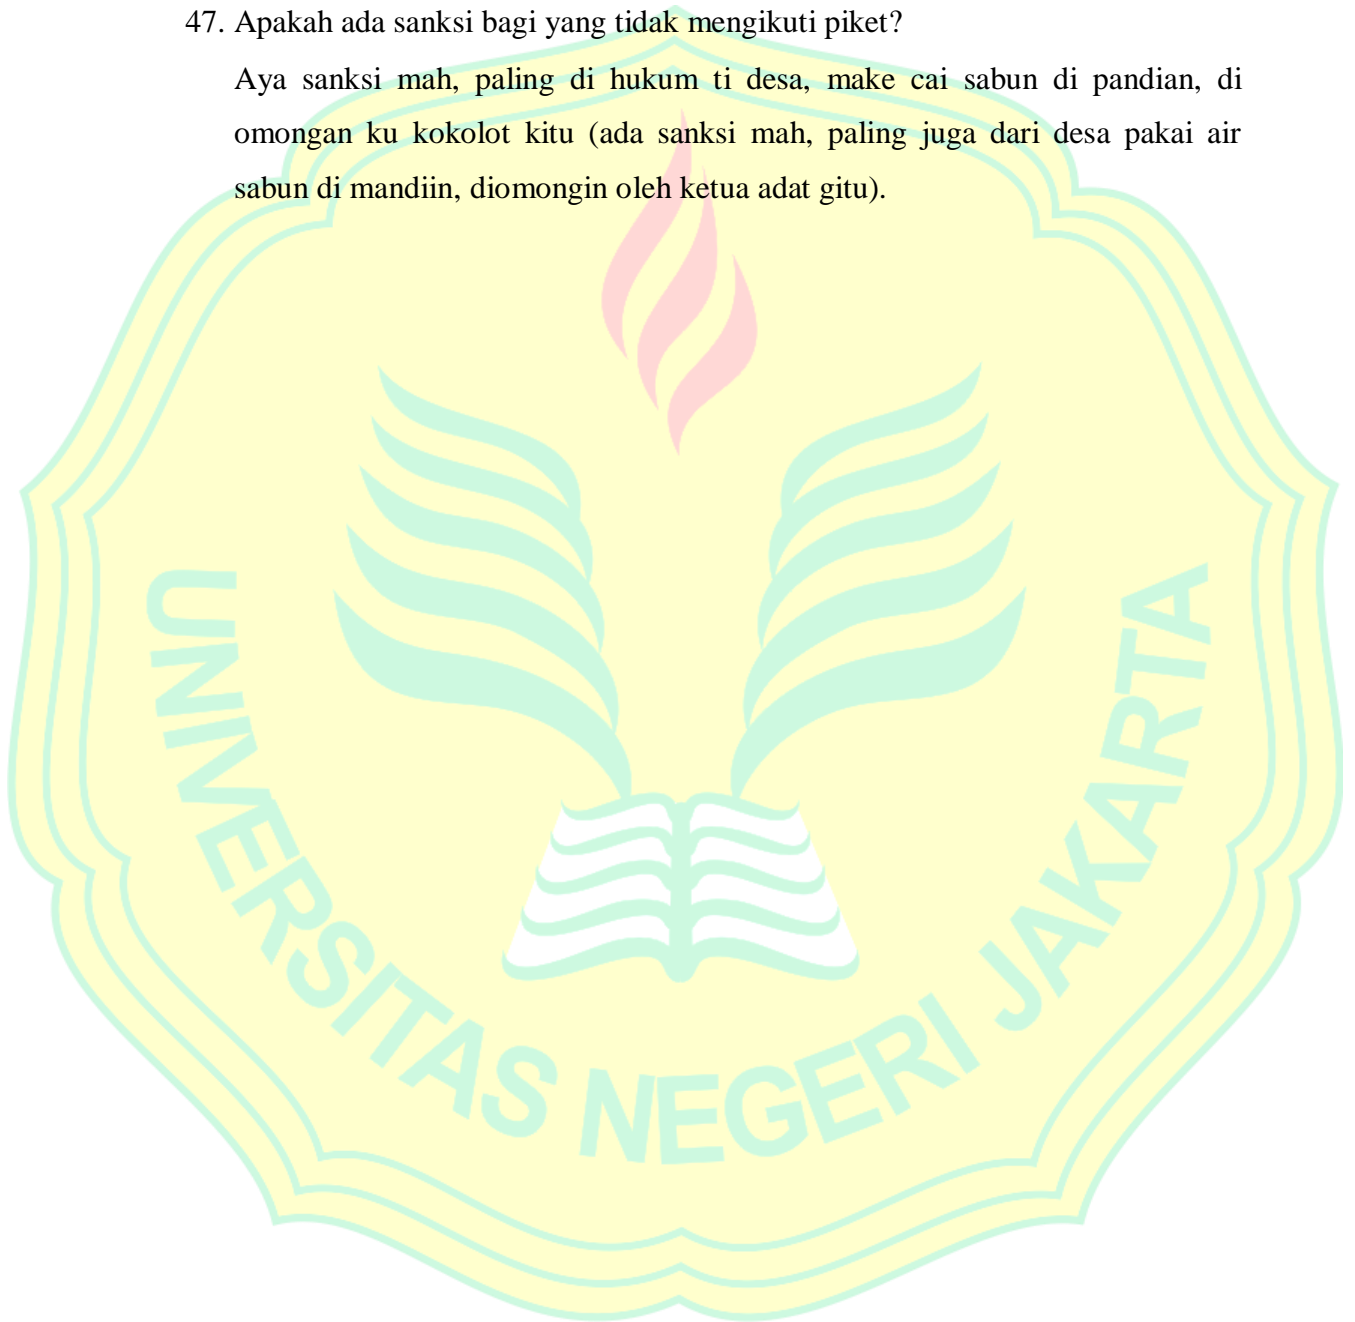 47. Apakah ada sanksi bagi yang tidak mengikuti piket?
Aya sanksi mah, paling di hukum ti desa, make cai sabun di pandian, di
omongan ku kokolot kitu (ada sanksi mah, paling juga dari desa pakai air
sabun di mandiin, diomongin oleh ketua adat gitu).
UNIVERSITAS NEGERI JAKARTA